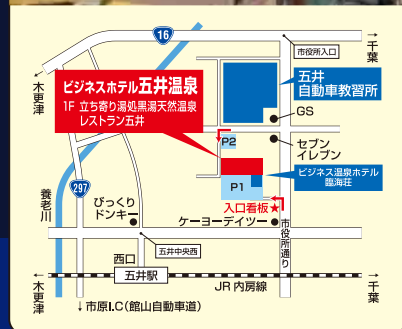 16
市役所入口
千葉
木更津
ビジネスホテル五井温泉
1F 立ち寄り湯処黒湯天然温泉
レストラン五井
五井
自動車教習所
GS
P2
セブン
イレブン
ビジネス温泉ホテル
臨海荘
P1
297
養老川
びっくり
ドンキー
入口看板★
ケーヨーデイツー
市役所通り
五井中央西
西口
五井駅
JR内房線
木更津
千葉
市原I.C(館山自動車道)